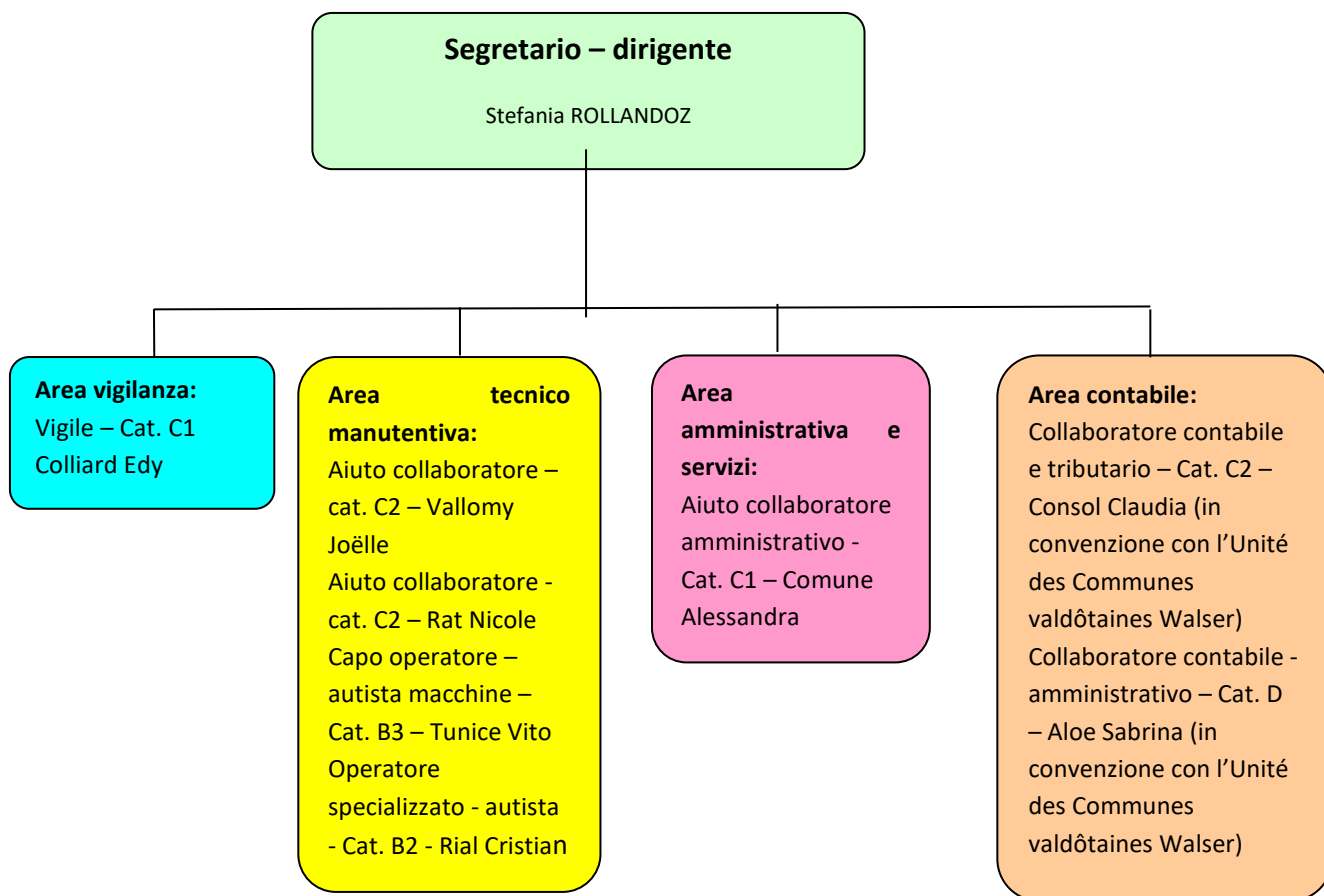 Segretario – dirigente
Stefania ROLLANDOZ
Area vigilanza:
Vigile – Cat. C1
Colliard Edy
Area tecnico
manutentiva:
Aiuto collaboratore –
cat. C2 – Vallomy
Joëlle
Aiuto collaboratore -
cat. C2 – Rat Nicole
Capo operatore –
autista macchine –
Cat. B3 – Tunice Vito
Operatore
specializzato - autista
- Cat. B2 - Rial Cristian
Area
amministrativa e
servizi:
Aiuto collaboratore
amministrativo -
Cat. C1 – Comune
Alessandra
Area contabile:
Collaboratore contabile
e tributario – Cat. C2 –
Consol Claudia (in
convenzione con l’Unité
des Communes
valdôtaines Walser)
Collaboratore contabile -
amministrativo – Cat. D
– Aloe Sabrina (in
convenzione con l’Unité
des Communes
valdôtaines Walser)